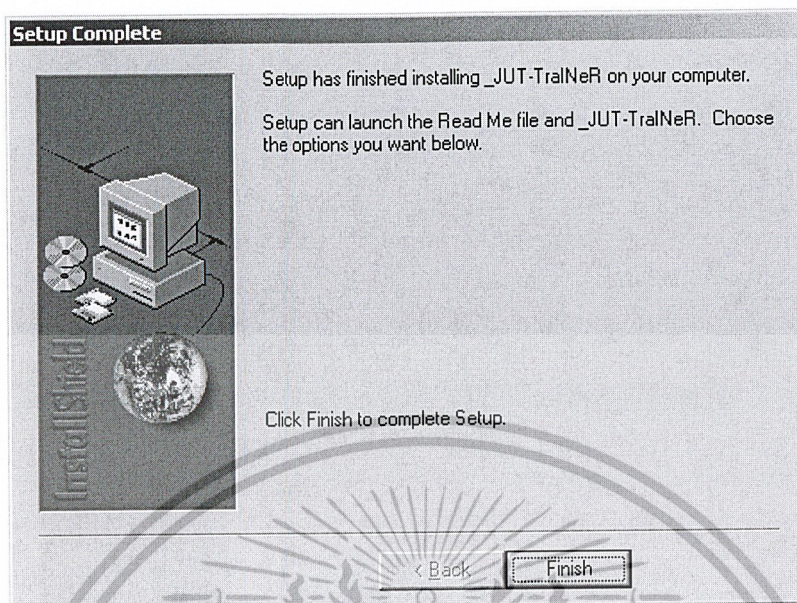 Setup Complete
Setup has finished installing _JUT-TraINeR on your computer.
Setup can launch the Read Me file and _JUT-TraINeR. Choose
the options you want below.
InstallShield
Click Finish to complete Setup.
< Back
Finish